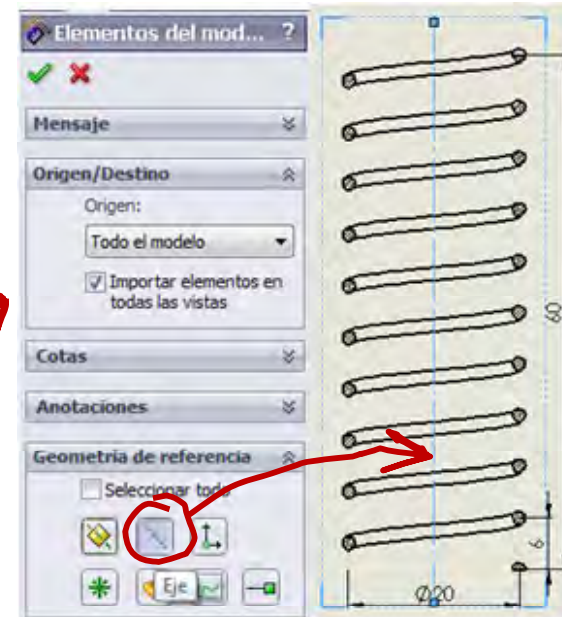 Elementos del mod... ?
Mensaje
Origen/Destino
Origen:
Todo el modelo
Importar elementos en
todas las vistas
Cotas
Anotaciones
Geometría de referencia
Seleccionar todo
Eje
60
6
Ø20